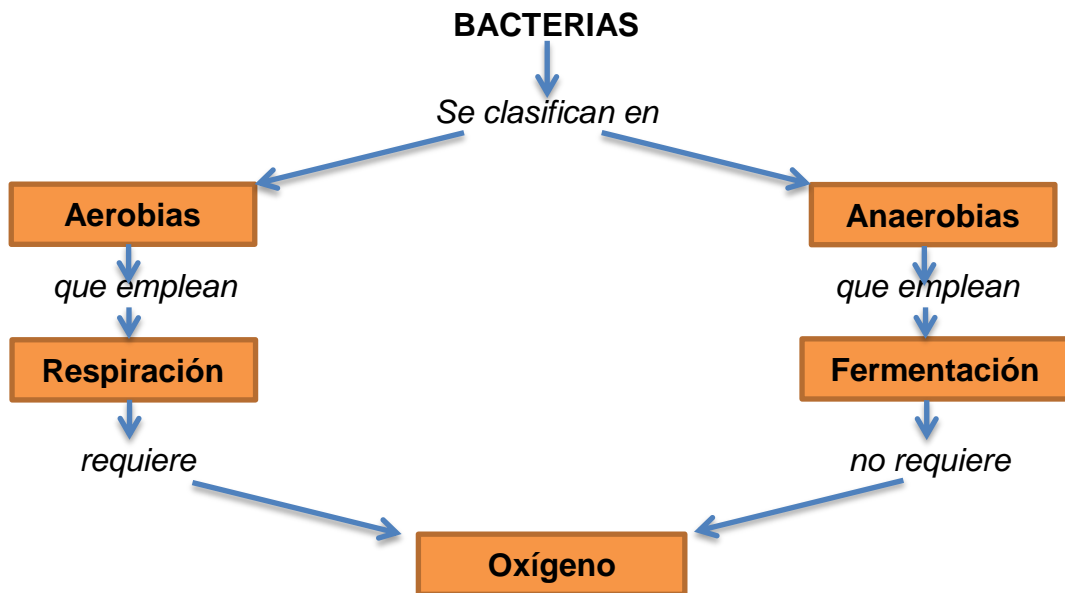 BACTERIAS
Se clasifican en
Aerobias
Anaerobias
que emplean
que emplean
Respiración
Fermentación
requiere
no requiere
Oxígeno